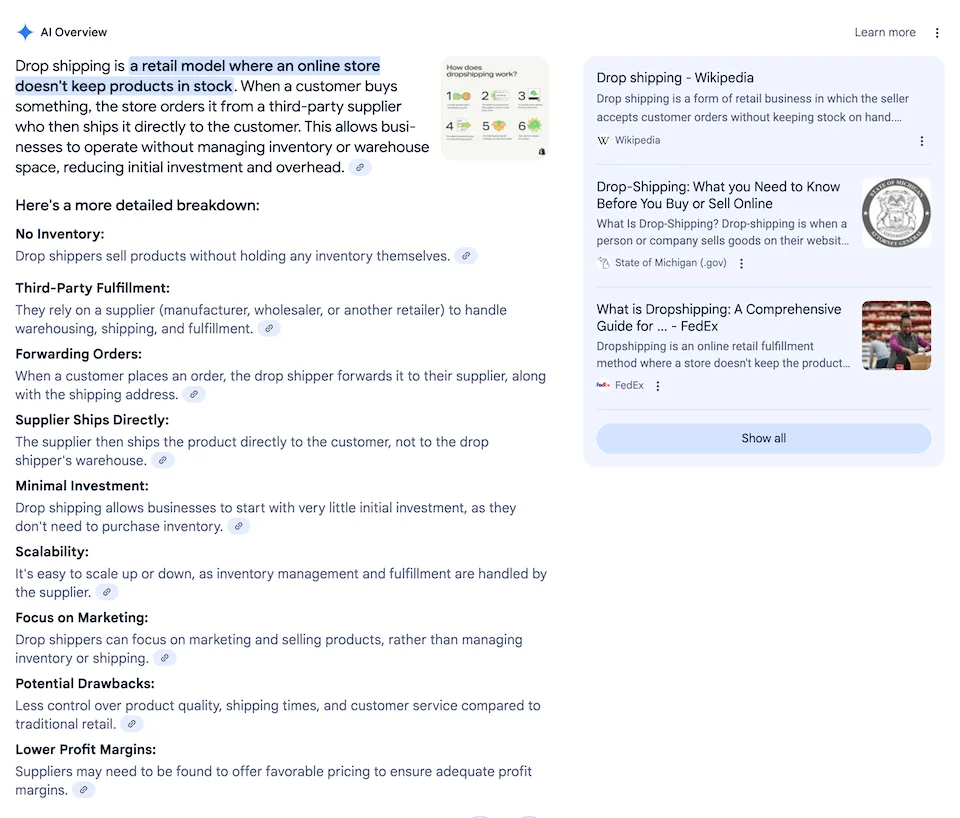 AI Overview
Learn more
Drop shipping is a retail model where an online store
doesn't keep products in stock. When a customer buys
something, the store orders it from a third-party supplier
who then ships it directly to the customer. This allows busi-
nesses to operate without managing inventory or warehouse
space, reducing initial investment and overhead.
How does
dropshipping work?
1
2
3
4
5
6
Here's a more detailed breakdown:
No Inventory:
Drop shippers sell products without holding any inventory themselves.
Third-Party Fulfillment:
They rely on a supplier (manufacturer, wholesaler, or another retailer) to handle
warehousing, shipping, and fulfillment.
Forwarding Orders:
When a customer places an order, the drop shipper forwards it to their supplier, along
with the shipping address.
Supplier Ships Directly:
The supplier then ships the product directly to the customer, not to the drop
shipper's warehouse.
Minimal Investment:
Drop shipping allows businesses to start with very little initial investment, as they
don't need to purchase inventory.
Scalability:
It's easy to scale up or down, as inventory management and fulfillment are handled by
the supplier.
Focus on Marketing:
Drop shippers can focus on marketing and selling products, rather than managing
inventory or shipping.
Potential Drawbacks:
Less control over product quality, shipping times, and customer service compared to
traditional retail.
Lower Profit Margins:
Suppliers may need to be found to offer favorable pricing to ensure adequate profit
margins.
Drop shipping - Wikipedia
Drop shipping is a form of retail business in which the seller
accepts customer orders without keeping stock on hand....
W Wikipedia
Drop-Shipping: What you Need to Know
Before You Buy or Sell Online
What Is Drop-Shipping? Drop-shipping is when a
person or company sells goods on their websit...
State of Michigan (.gov)
STATE OF MICHIGAN
ATTORNEY GENERAL
What is Dropshipping: A Comprehensive
Guide for ... - FedEx
Dropshipping is an online retail fulfillment
method where a store doesn't keep the product...
FedEx FedEx
Show all